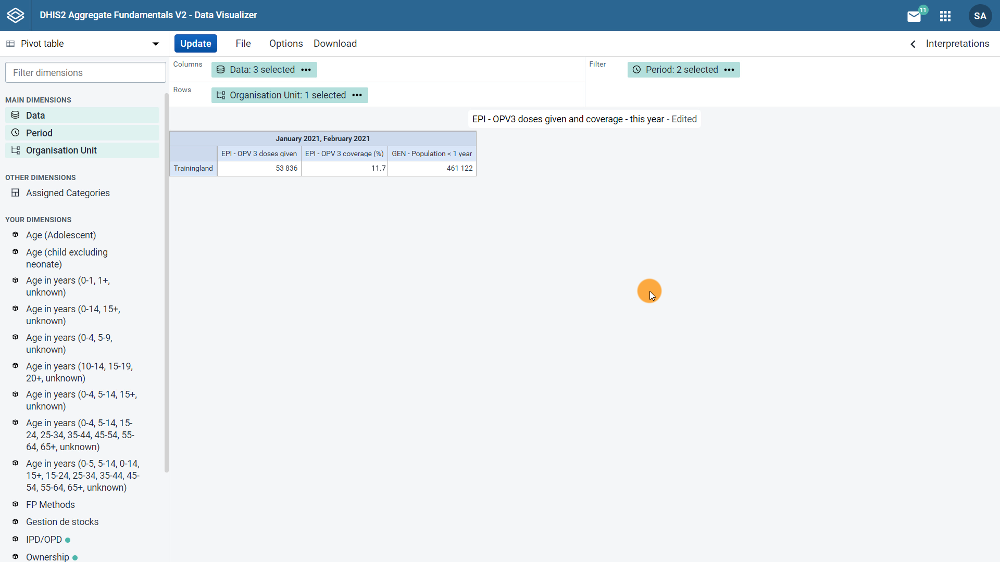 DHIS2 Aggregate Fundamentals V2 - Data Visualizer
11
SA
Pivot table
Update
File
Options
Download
Interpretations
Filter dimensions
Columns
Data: 3 selected
Filter
Period: 2 selected
Rows
Organisation Unit: 1 selected
MAIN DIMENSIONS
Data
Period
Organisation Unit
OTHER DIMENSIONS
Assigned Categories
YOUR DIMENSIONS
Age (Adolescent)
Age (child excluding
neonate)
Age in years (0-1, 1+,
unknown)
Age in years (0-14, 15+,
unknown)
Age in years (0-4, 5-9,
unknown)
Age in years (10-14, 15-19,
20+, unknown)
Age in years (0-4, 5-14, 15+,
unknown)
Age in years (0-4, 5-14, 15-
24, 25-34, 35-44, 45-54, 55-
64, 65+, unknown)
Age in years (0-5, 5-14, 0-14,
15+, 15-24, 25-34, 35-44, 45-
54, 55-64, 65+, unknown)
FP Methods
Gestion de stocks
IPD/OPD
Ownership
EPI - OPV3 doses given and coverage - this year - Edited
January 2021, February 2021
EPI - OPV 3 doses given EPI - OPV 3 coverage (%) GEN - Population < 1 year
Trainingland 53 836 11.7 461 122